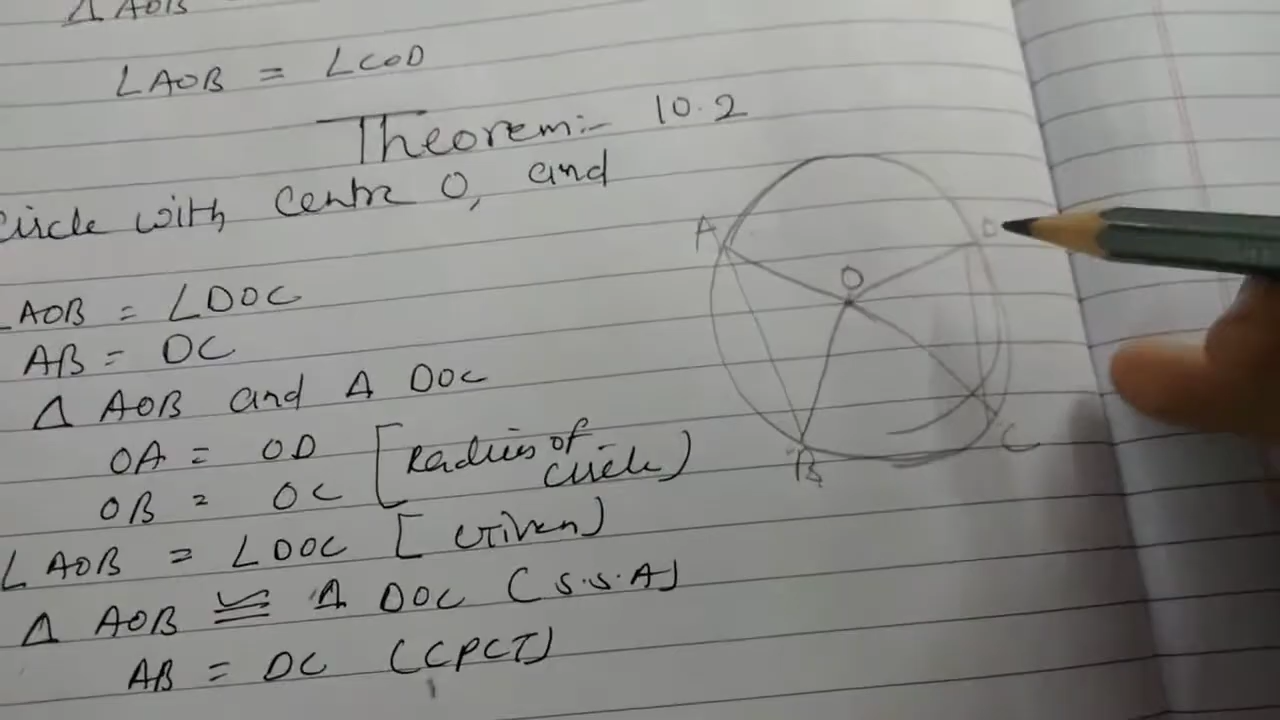 Δ AOB
∠AOB = ∠COD
Theorem:- 10.2
Circle with centre O, and
∠AOB = ∠DOC
AB = DC
Δ AOB and Δ DOC
OA = OD [Radius of
circle)
OB = OC
∠AOB = ∠DOC [Given)
Δ AOB ≅ Δ DOC (S.S.A)
AB = DC (CPCT)
A
D
O
B
C